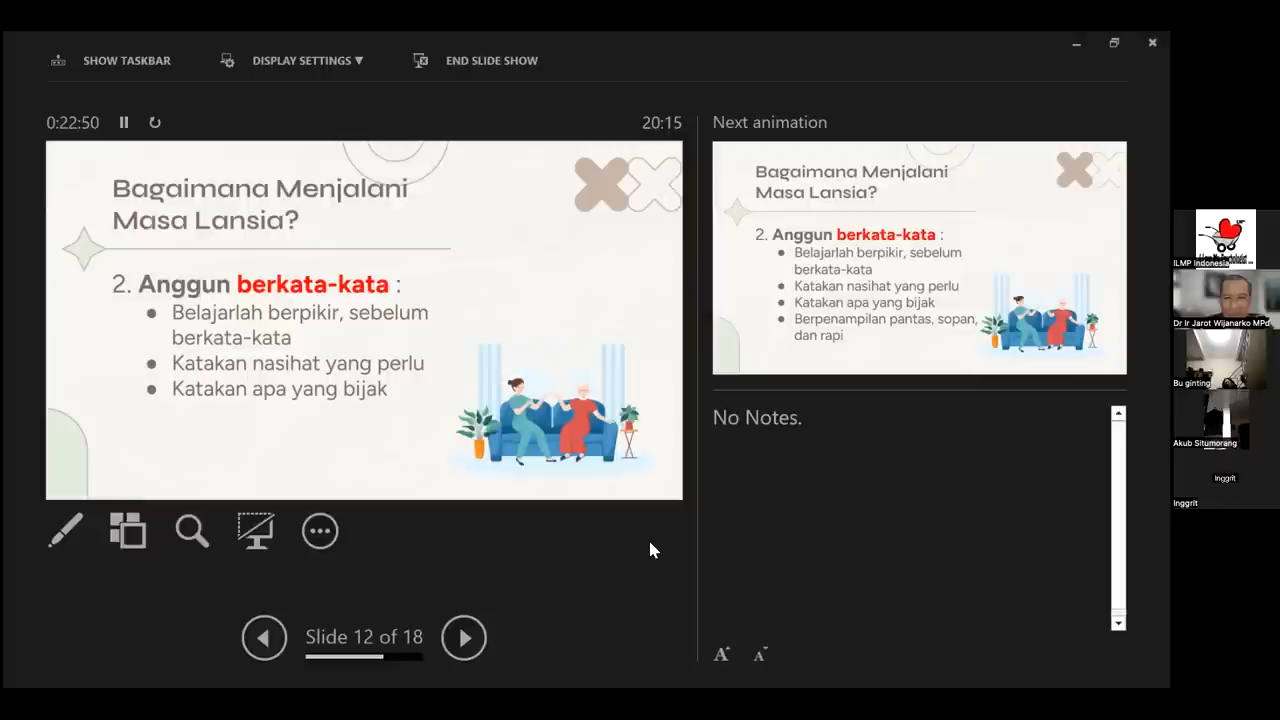 SHOW TASKBAR
DISPLAY SETTINGS ▼
END SLIDE SHOW
0:22:50
20:15
Bagaimana Menjalani
Masa Lansia?
2. Anggun berkata-kata :
● Belajarlah berpikir, sebelum
berkata-kata
● Katakan nasihat yang perlu
● Katakan apa yang bijak
Slide 12 of 18
Next animation
Bagaimana Menjalani
Masa Lansia?
2. Anggun berkata-kata :
● Belajarlah berpikir, sebelum
berkata-kata
● Katakan nasihat yang perlu
● Katakan apa yang bijak
● Berpenampilan pantas, sopan,
dan rapi
No Notes.
A A
ILMP Indonesia
Dr Ir Jarot Wijanarko MPd
Bu ginting
Akub Situmorang
Inggrit
Inggrit